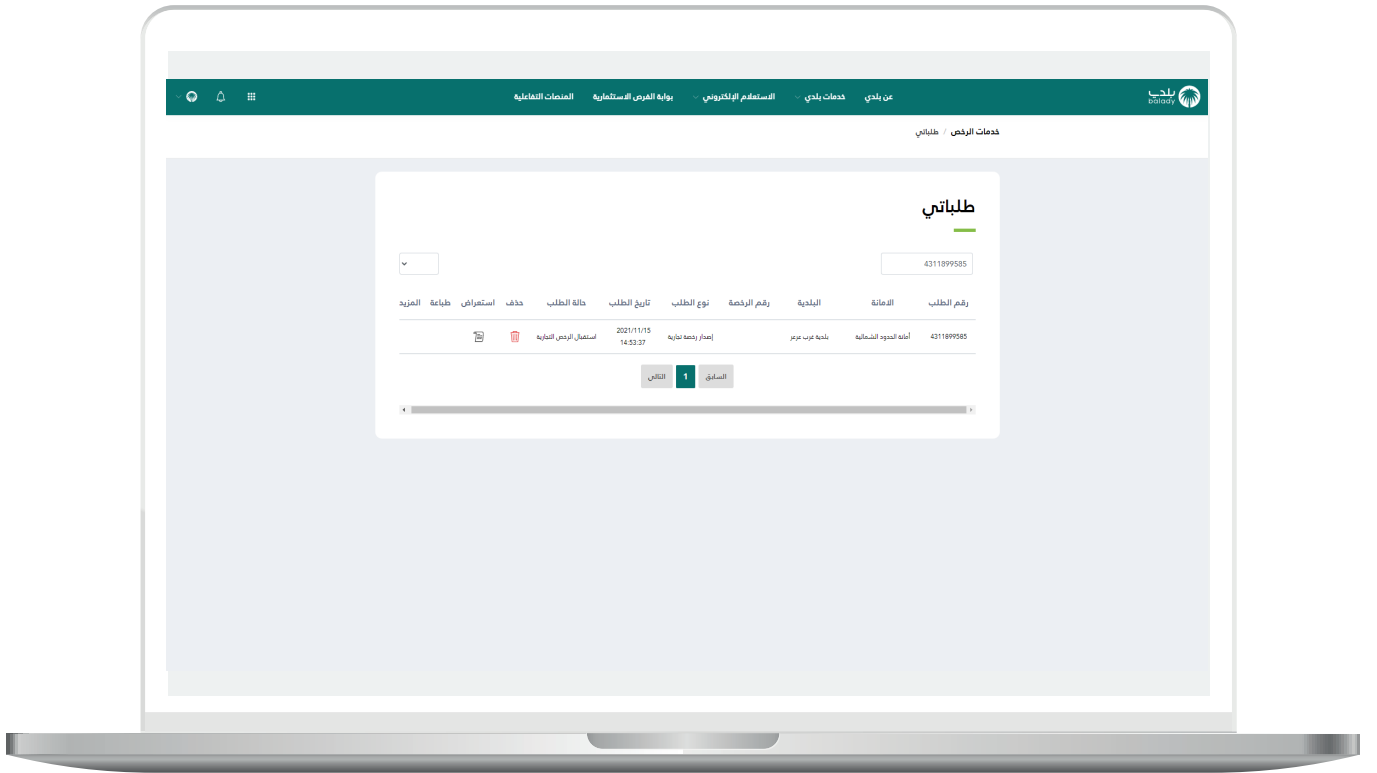 بلدي
balady
عن بلدي
خدمات بلدي
الاستعلام الإلكتروني
بوابة الفرص الاستثمارية
المنصات التفاعلية
خدمات الرخص / طلباتي
طلباتي
4311899585
رقم الطلب الامانة البلدية رقم الرخصة نوع الطلب تاريخ الطلب حالة الطلب حذف استعراض طباعة المزيد
4311899585 أمانة الحدود الشمالية بلدية غرب عرعر إصدار رخصة تجارية 2021/11/15 14:53:37 استقبال الرخص التجارية
السابق 1 التالي